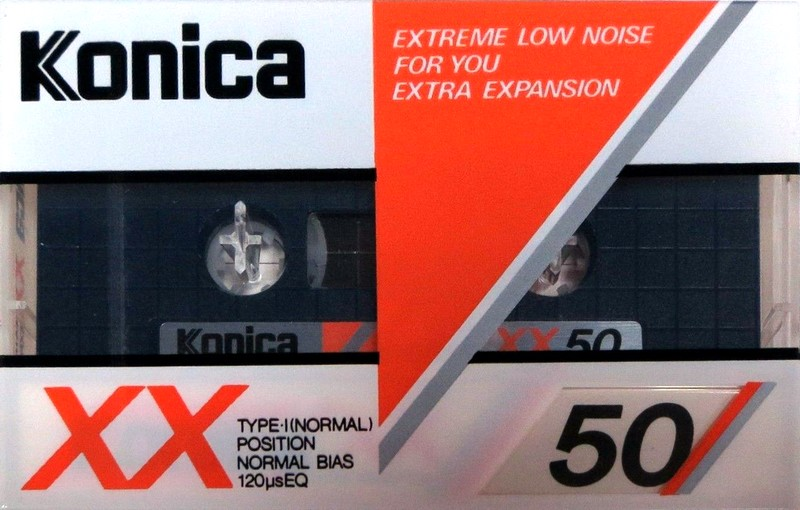 Konica
EXTREME LOW NOISE
FOR YOU
EXTRA EXPANSION
Konica
XX 50
XX
TYPE·I(NORMAL)
POSITION
NORMAL BIAS
120µsEQ
50